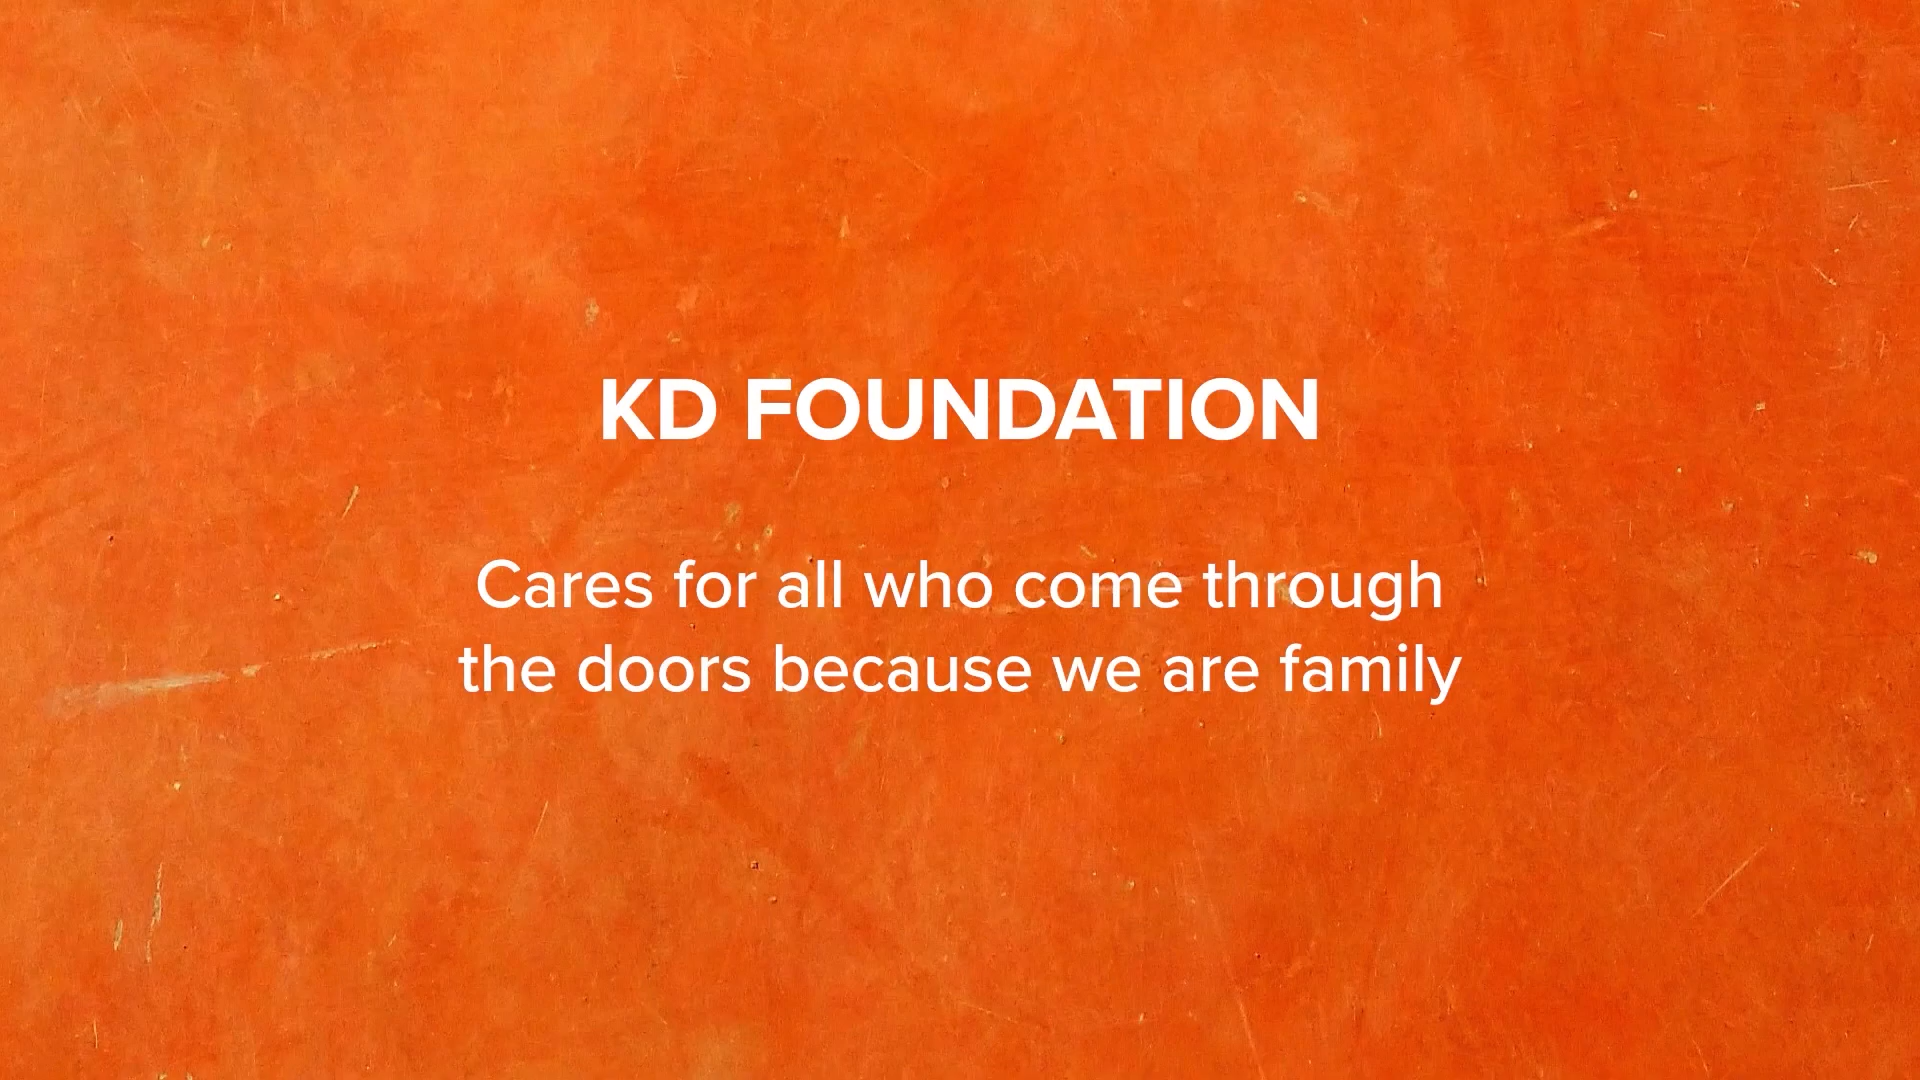 KD FOUNDATION
Cares for all who come through
the doors because we are family